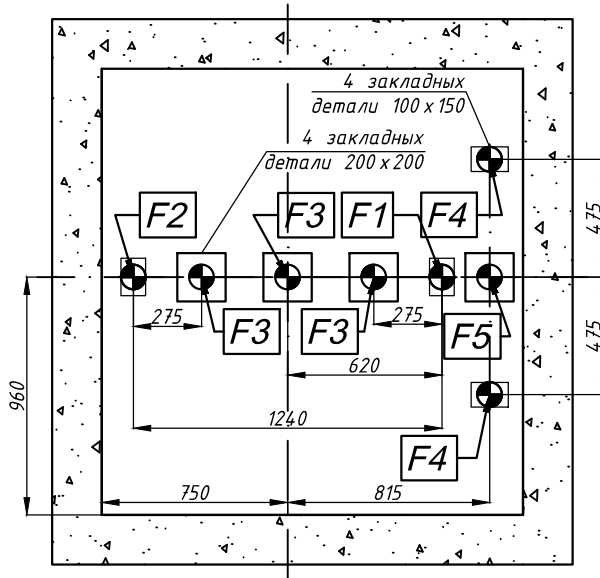 4 закладных
детали 100 x 150
4 закладных
детали 200 x 200
F2
F3
F1
F4
475
275
F3
F3
275
F5
475
620
960
1240
F4
750
815